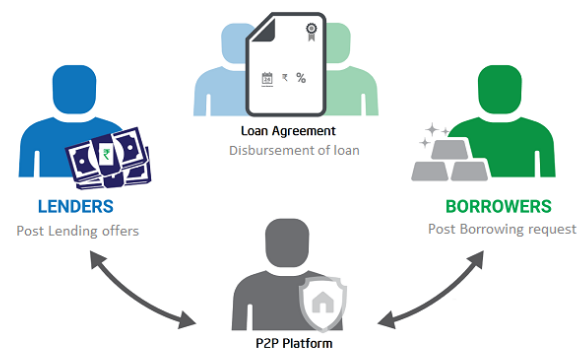 Loan Agreement
Disbursement of loan
₹ %
₹
LENDERS
Post Lending offers
BORROWERS
Post Borrowing request
P2P Platform